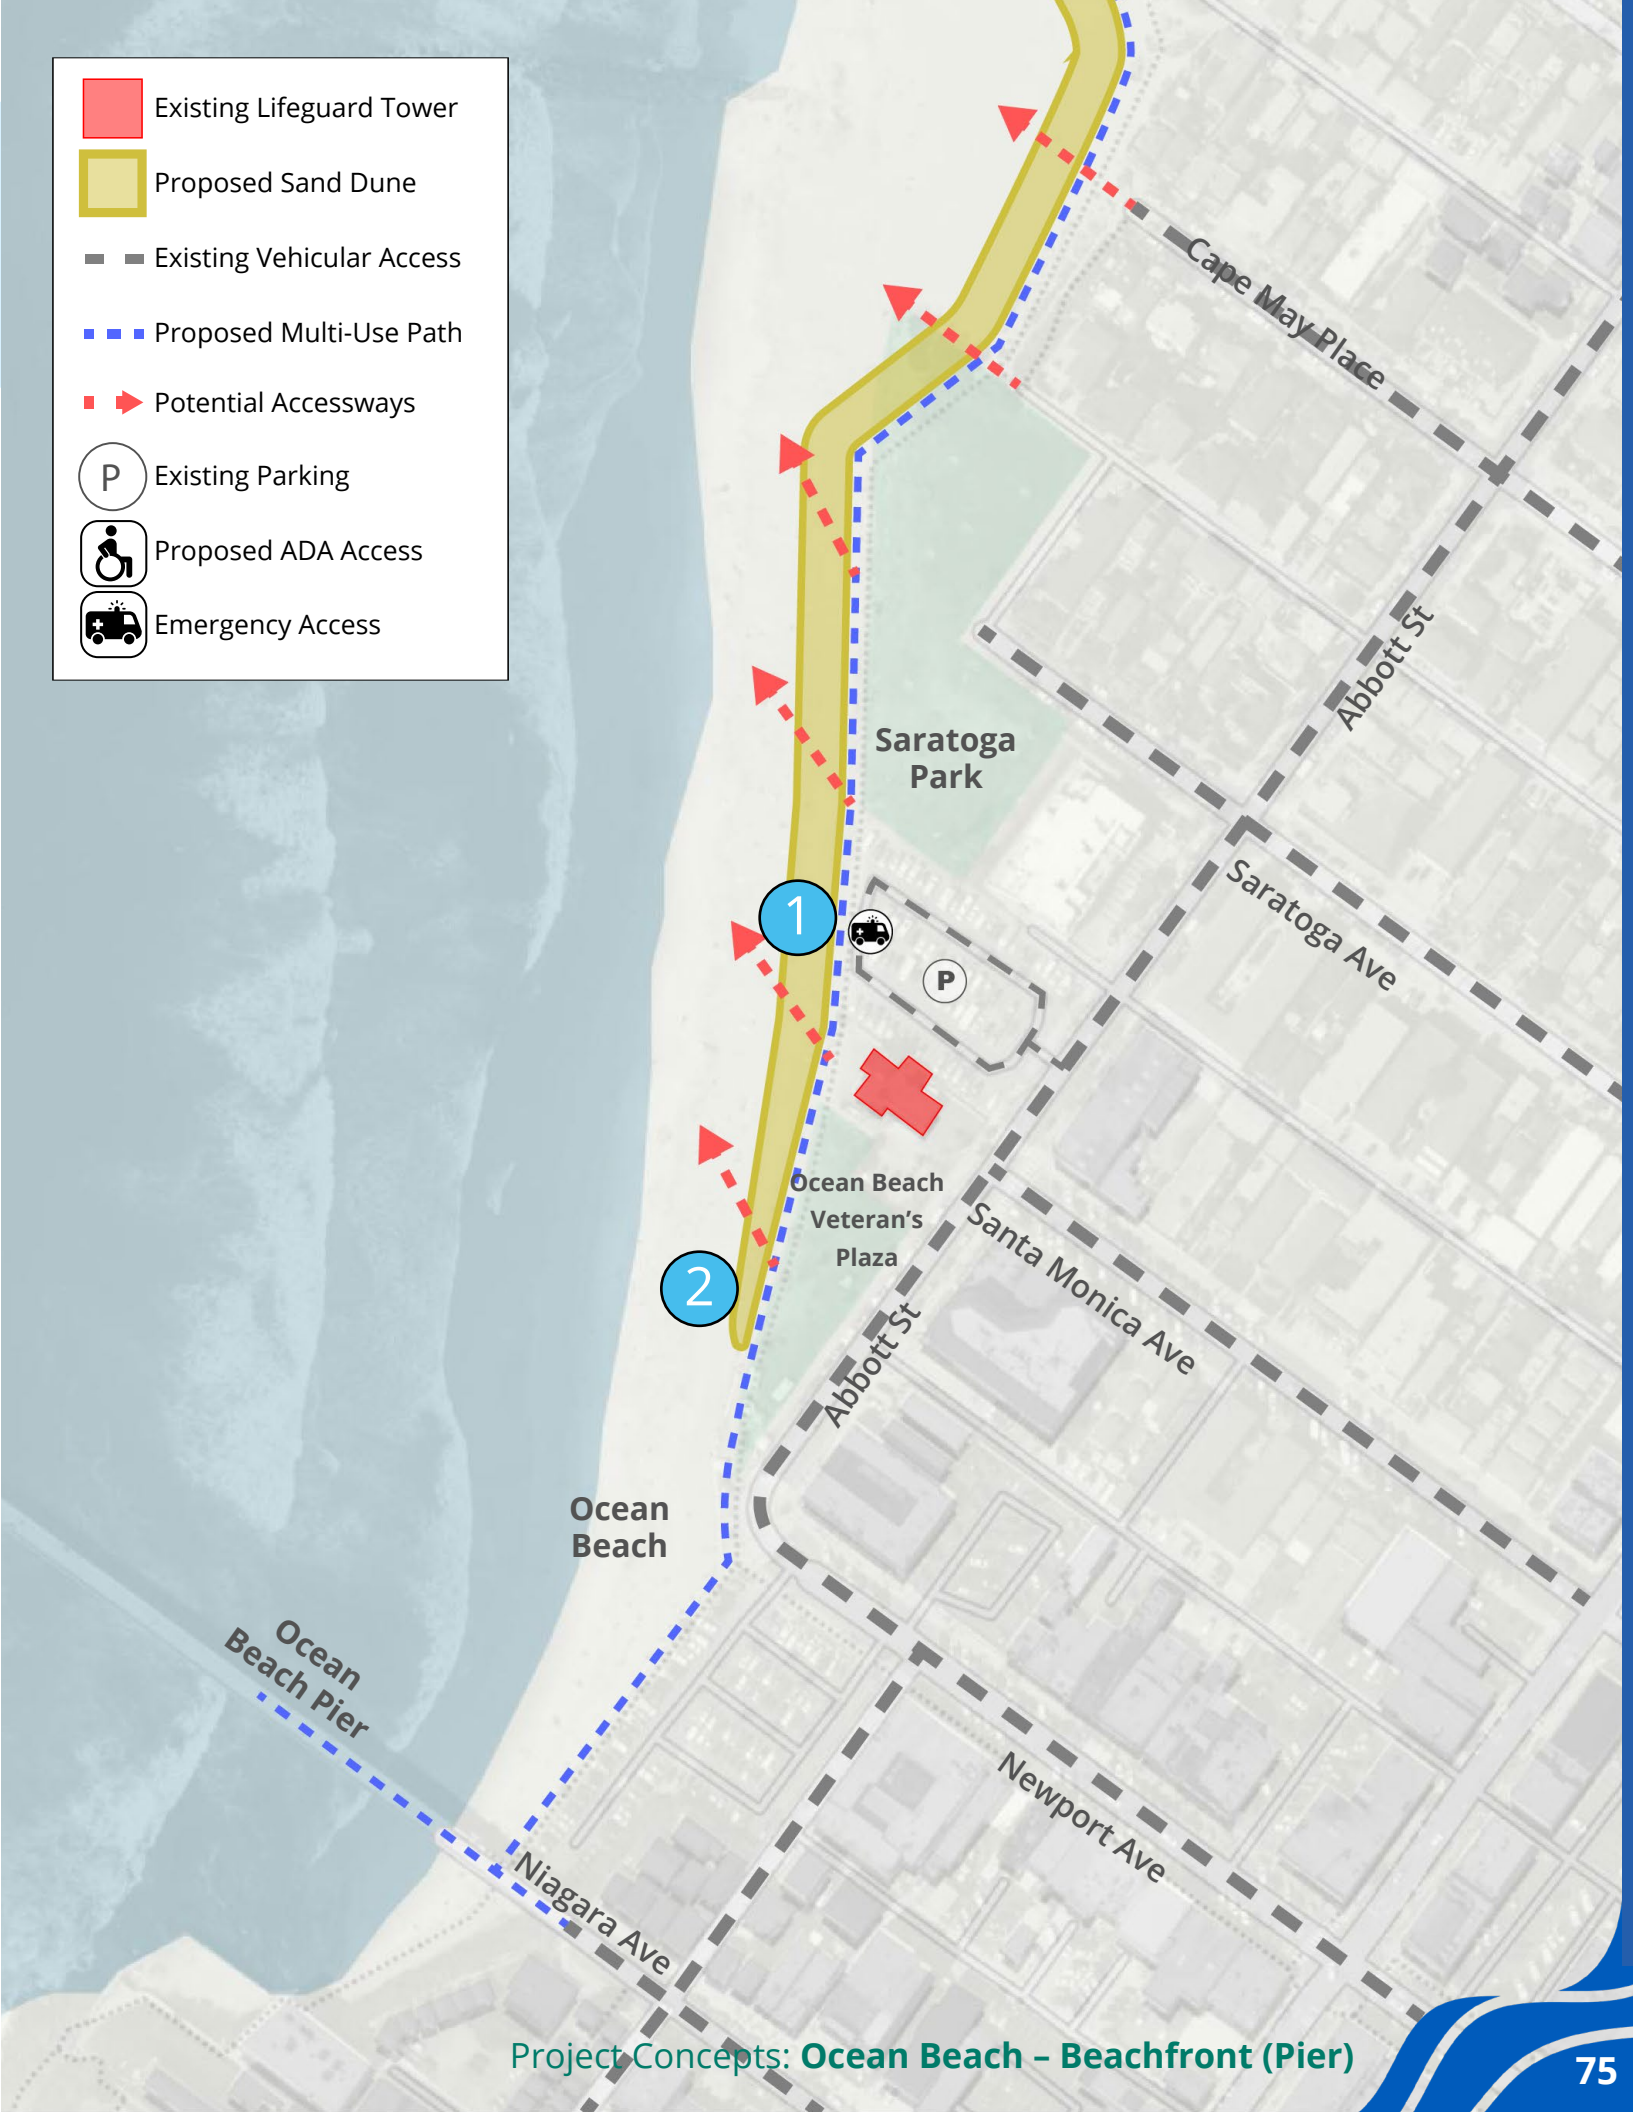 Existing Lifeguard Tower
Proposed Sand Dune
Existing Vehicular Access
Proposed Multi-Use Path
Potential Accessways
P
Existing Parking
Proposed ADA Access
Emergency Access
Cape May Place
Abbott St
Saratoga
Park
1
Saratoga Ave
P
Ocean Beach
Veteran's
Plaza
Santa Monica Ave
2
Abbott St
Ocean
Beach
Ocean
Beach Pier
Newport Ave
Niagara Ave
Project Concepts: Ocean Beach – Beachfront (Pier)
75